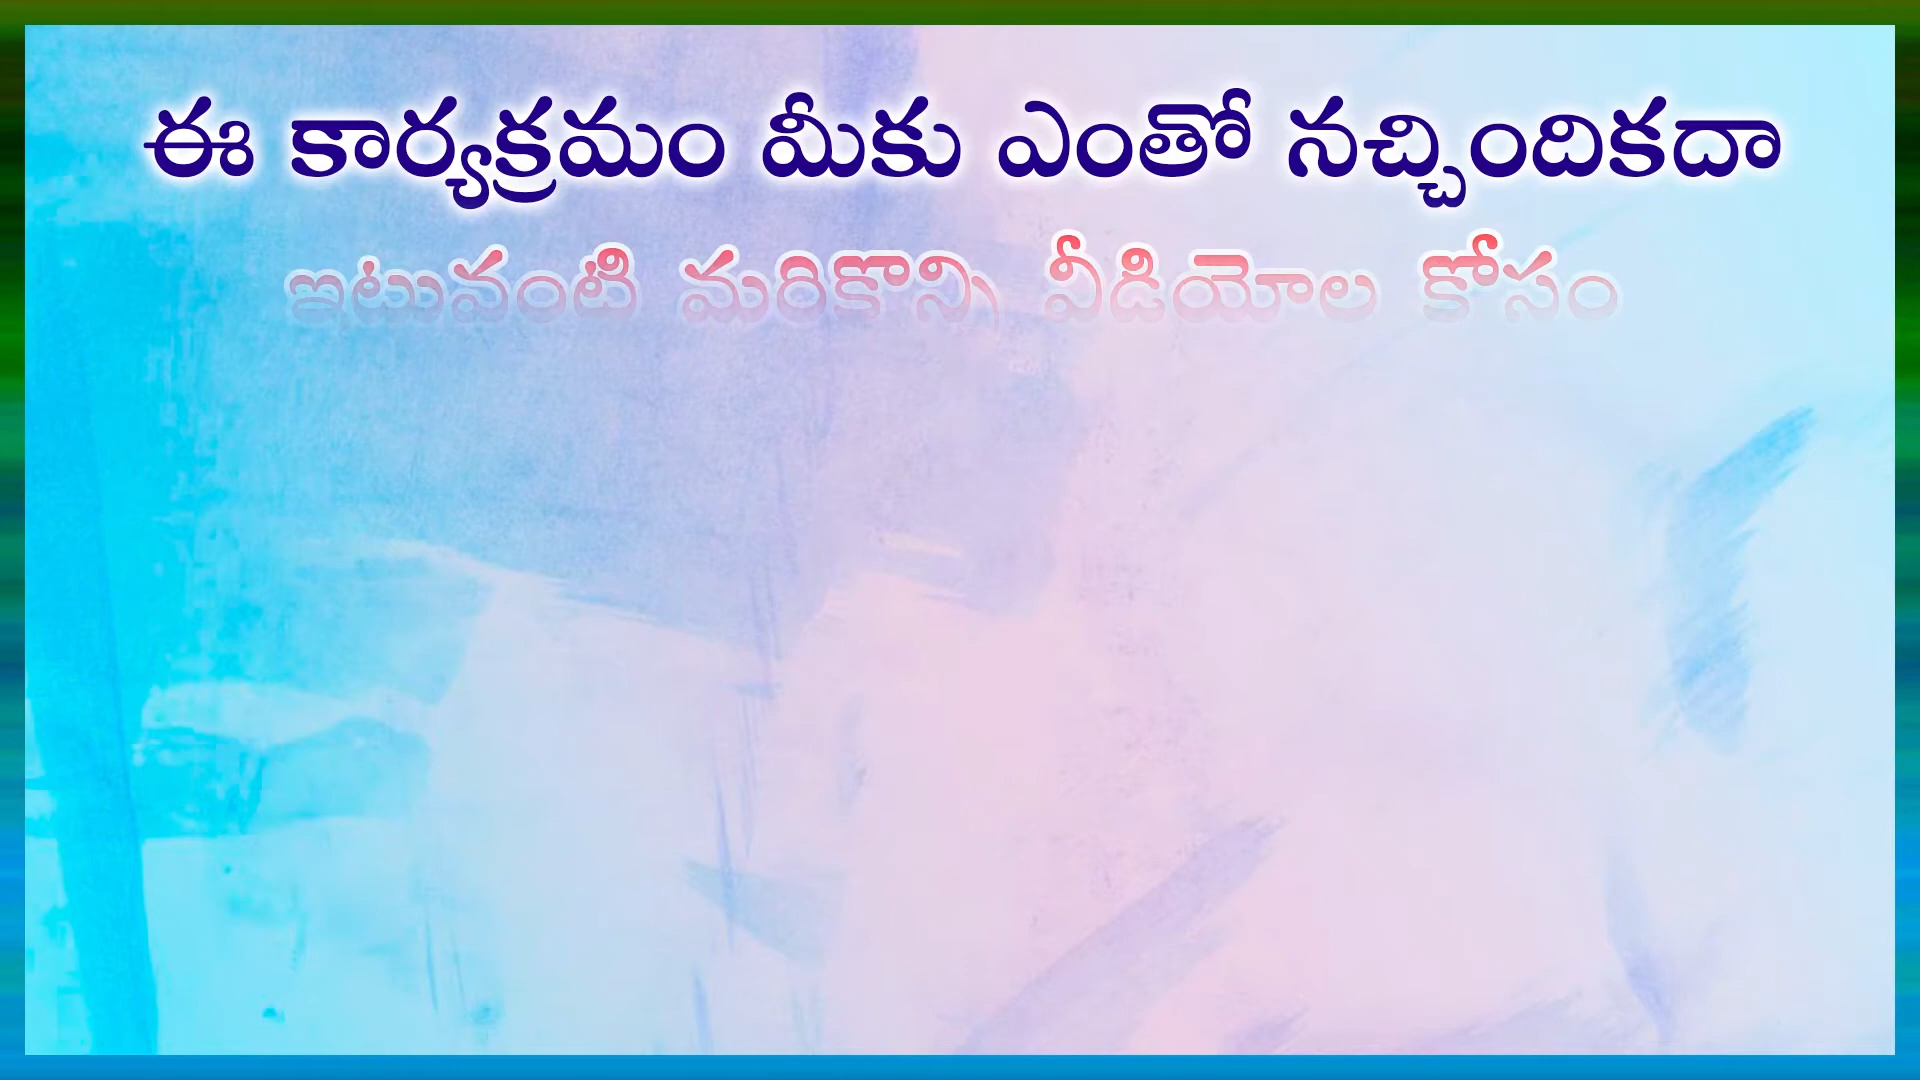 ఈ కార్యక్రమం మీకు ఎంతో నచ్చిందికదా
ఇటువంటి మరికొన్ని వీడియోల కోసం